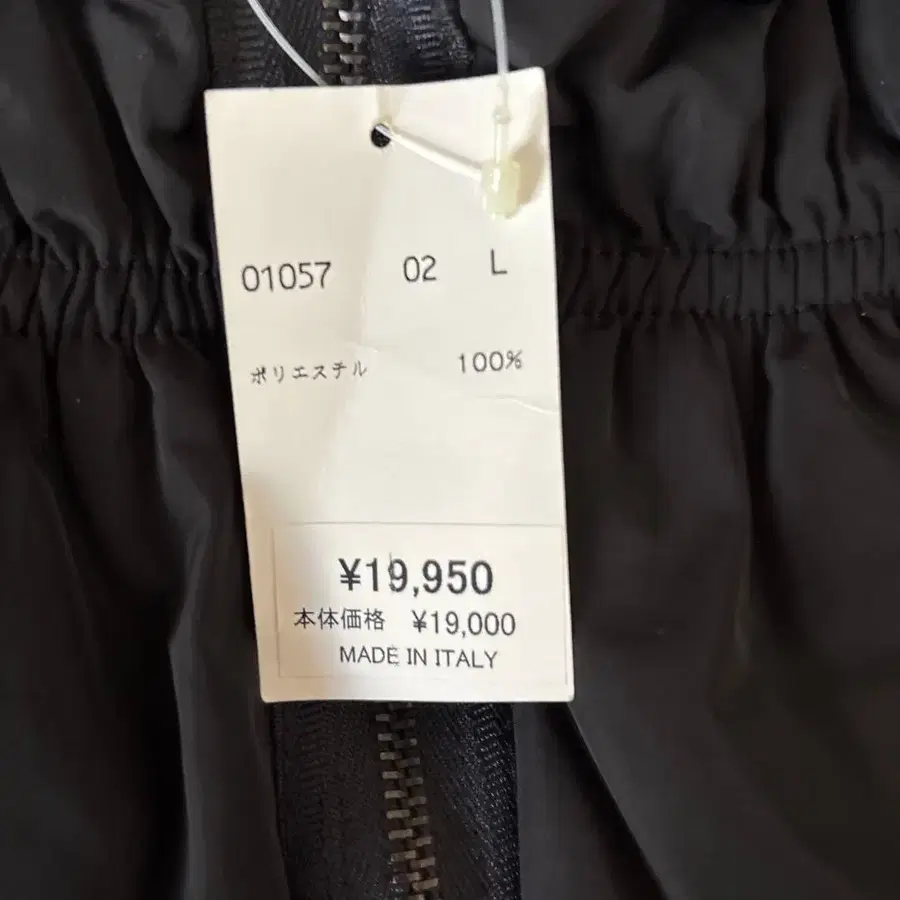 01057 02 L
ポリエステル 100%
¥19,950
本体価格 ¥19,000
MADE IN ITALY